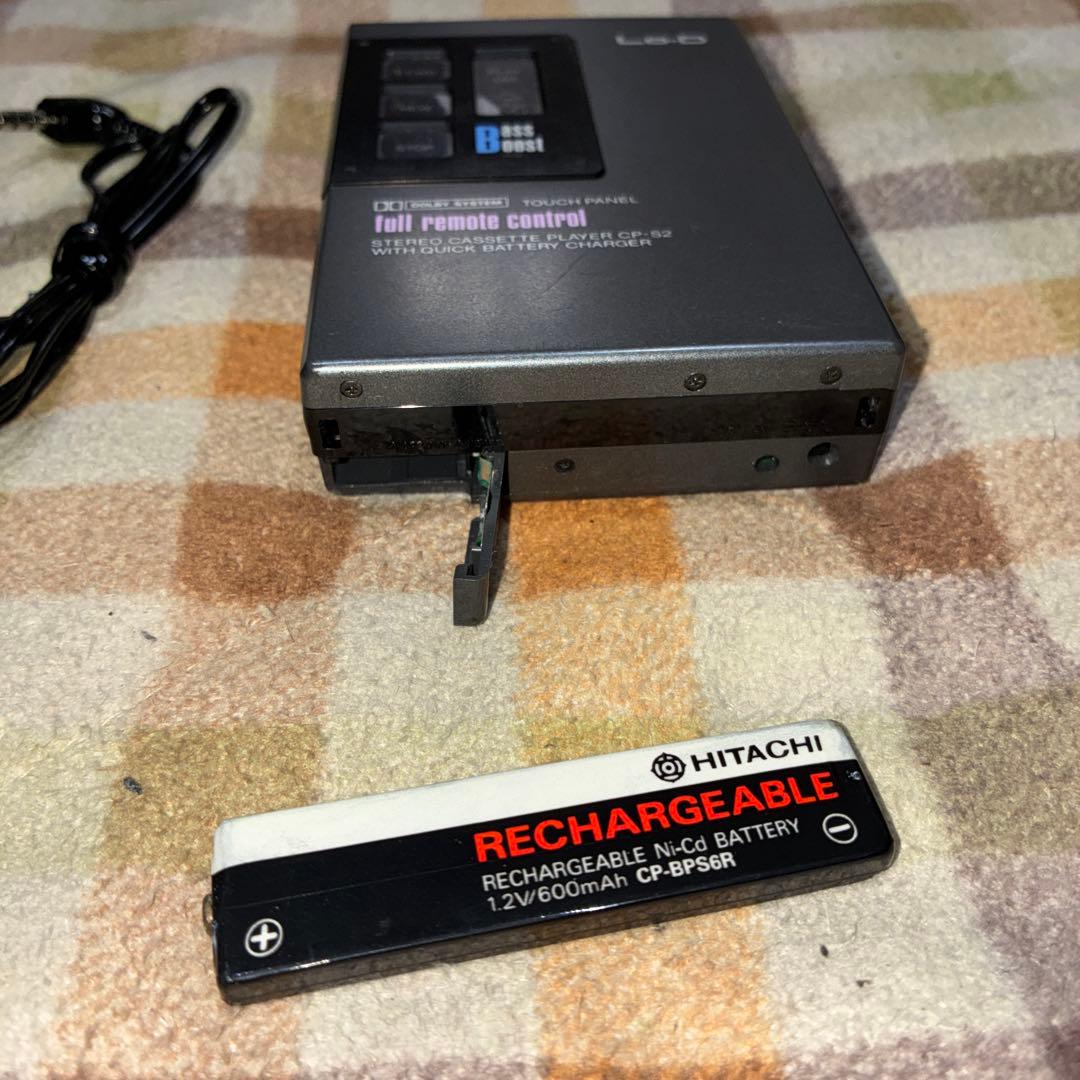 Lo-D
STOP
Bass
Boost
DOLBY SYSTEM TOUCH PANEL
full remote control
STEREO CASSETTE PLAYER CP-S2
WITH QUICK BATTERY CHARGER
HITACHI
RECHARGEABLE
RECHARGEABLE Ni-Cd BATTERY
1.2V/600mAh CP-BPS6R